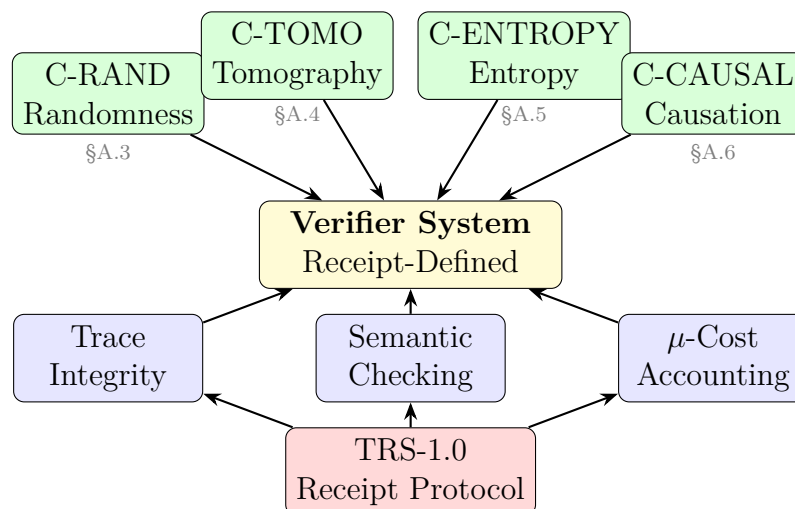 C-RAND
Randomness
§A.3
C-TOMO
Tomography
§A.4
C-ENTROPY
Entropy
§A.5
C-CAUSAL
Causation
§A.6
Verifier System
Receipt-Defined
Trace
Integrity
Semantic
Checking
μ-Cost
Accounting
TRS-1.0
Receipt Protocol